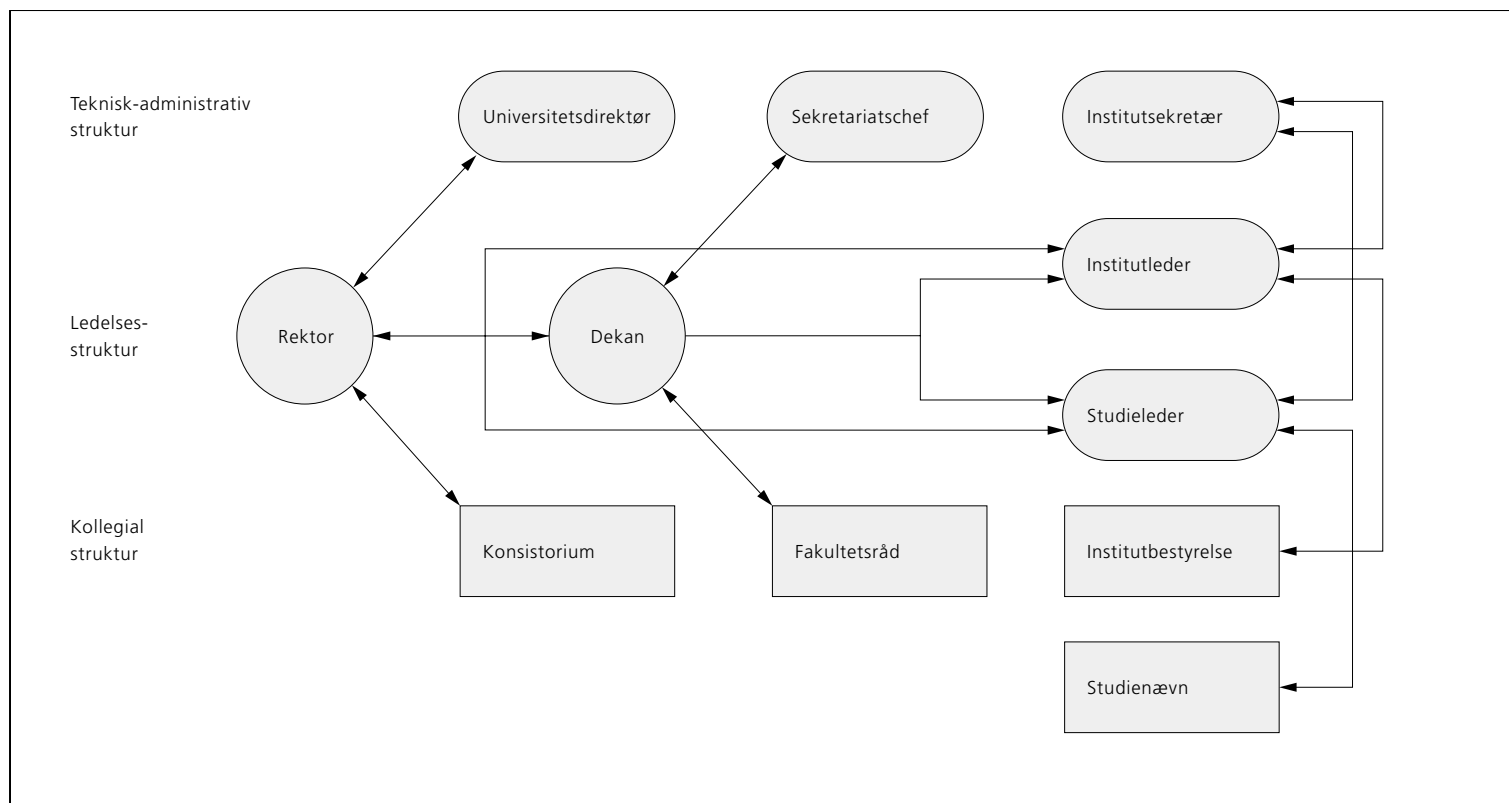 Teknisk-administrativ
struktur
Universitetsdirektør
Sekretariatschef
Institutsekretær
Institutleder
Ledelses-
struktur
Rektor
Dekan
Studieleder
Kollegial
struktur
Konsistorium
Fakultetsråd
Institutbestyrelse
Studienævn